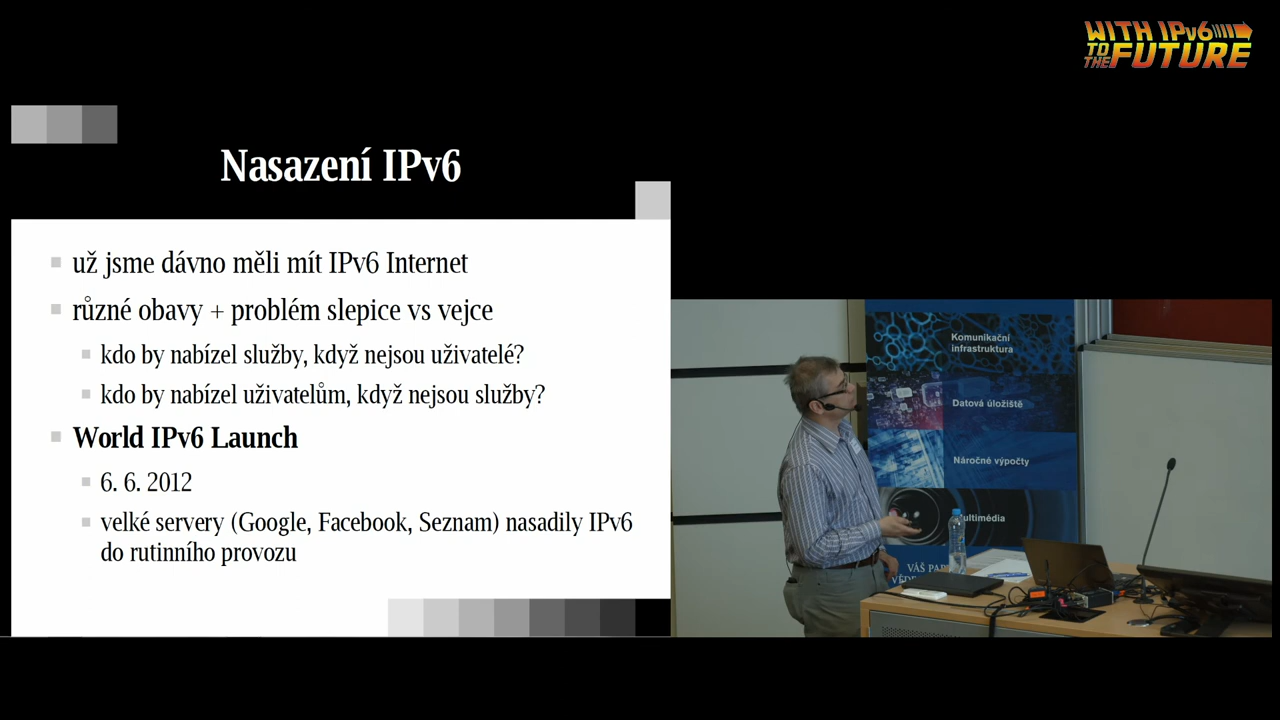 WITH IPv6
TO THE FUTURE
Nasazení IPv6
už jsme dávno měli mít IPv6 Internet
různé obavy + problém slepice vs vejce
kdo by nabízel služby, když nejsou uživatelé?
kdo by nabízel uživatelům, když nejsou služby?
World IPv6 Launch
6. 6. 2012
velké servery (Google, Facebook, Seznam) nasadily IPv6
do rutinního provozu
Komunikační
infrastruktura
Datová úložiště
Náročné výpočty
VÁŠ